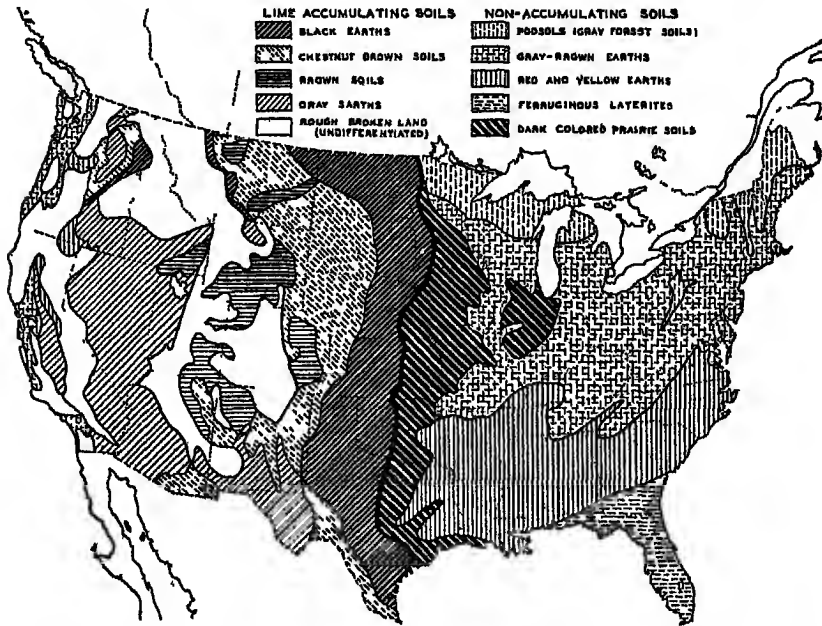 LIME ACCUMULATING SOILS
BLACK EARTHS
CHESTNUT BROWN SOILS
BROWN SOILS
GRAY EARTHS
ROUGH BROKEN LAND
(UNDIFFERENTIATED)
NON-ACCUMULATING SOILS
PODSOLS (GRAY FOREST SOILS)
GRAY-BROWN EARTHS
RED AND YELLOW EARTHS
FERRUGINOUS LATERITES
DARK COLORED PRAIRIE SOILS